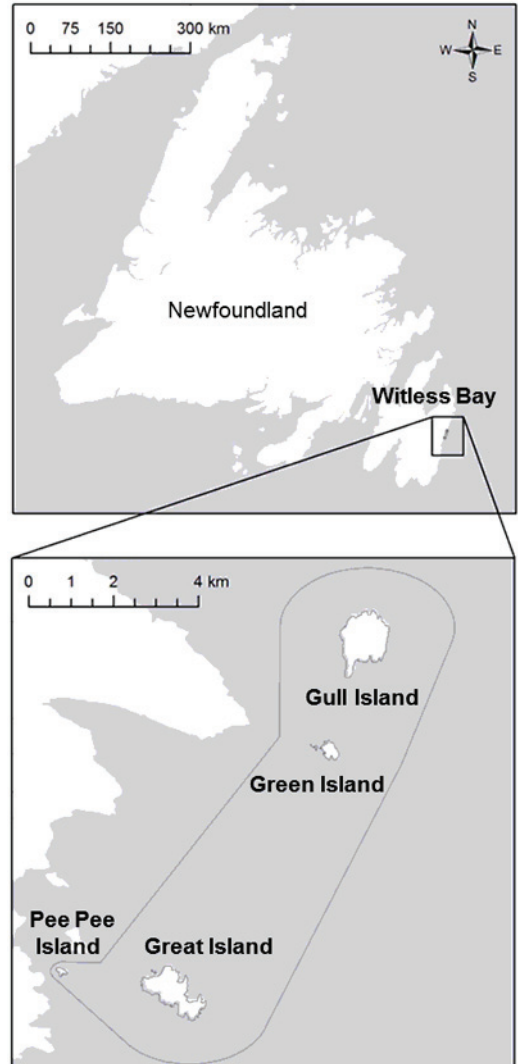 0 75 150 300 km
N
W E
S
Newfoundland
Witless Bay
0 1 2 4 km
Gull Island
Green Island
Pee Pee
Island
Great Island